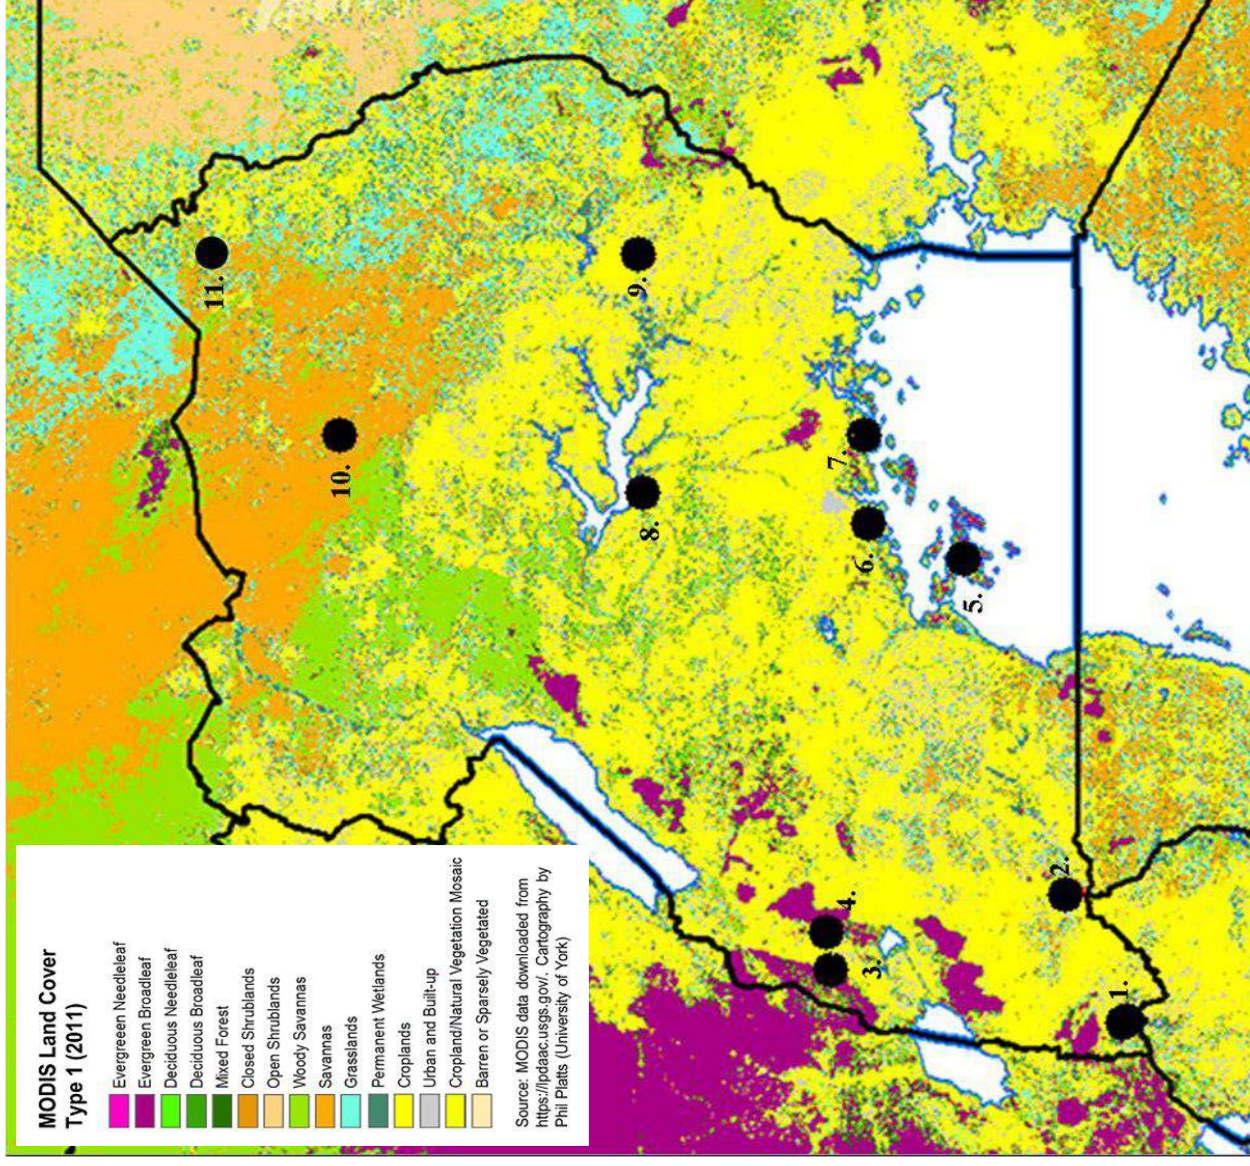 MODIS Land Cover
Type 1 (2011)
Evergreen Needleleaf
Evergreen Broadleaf
Deciduous Needleleaf
Deciduous Broadleaf
Mixed Forest
Closed Shrublands
Open Shrublands
Woody Savannas
Savannas
Grasslands
Permanent Wetlands
Croplands
Urban and Built-up
Cropland/Natural Vegetation Mosaic
Barren or Sparsely Vegetated
Source: MODIS data downloaded from
https://lpdaac.usgs.gov/. Cartography by
Phil Platts (University of York)
11.
10.
9.
8.
7.
6.
5.
4.
3.
2.
1.